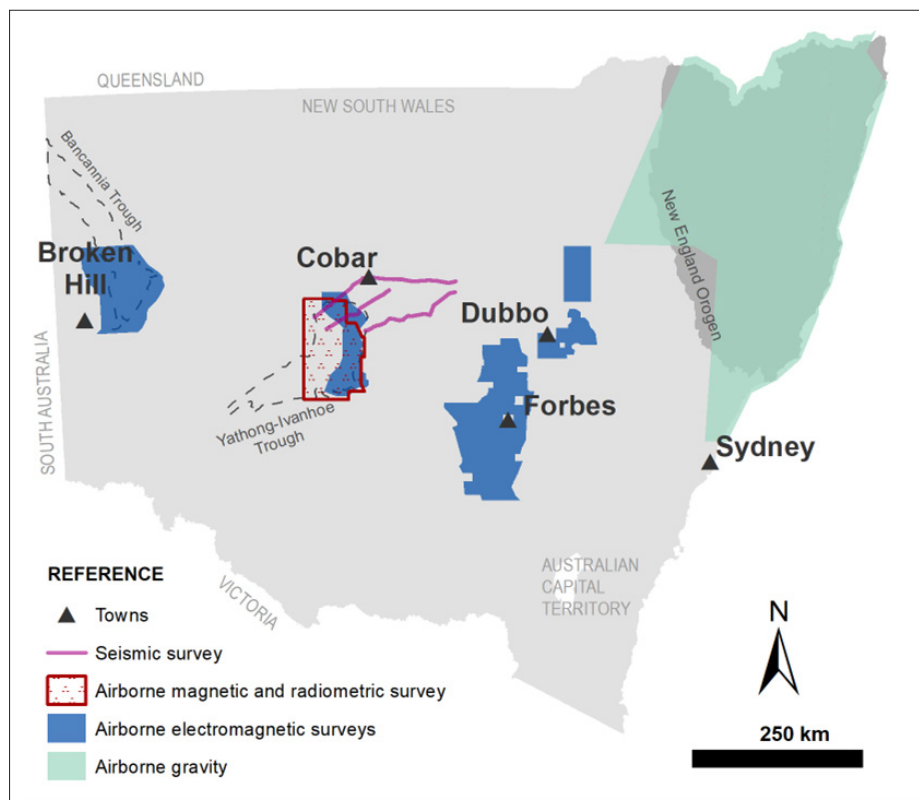 QUEENSLAND
NEW SOUTH WALES
Bancannia Trough
Broken
Hill
Cobar
New England Orogen
Dubbo
SOUTH AUSTRALIA
Forbes
Yathong-Ivanhoe
Trough
Sydney
REFERENCE
Towns
Seismic survey
Airborne magnetic and radiometric survey
Airborne electromagnetic surveys
Airborne gravity
VICTORIA
AUSTRALIAN
CAPITAL
TERRITORY
N
250 km